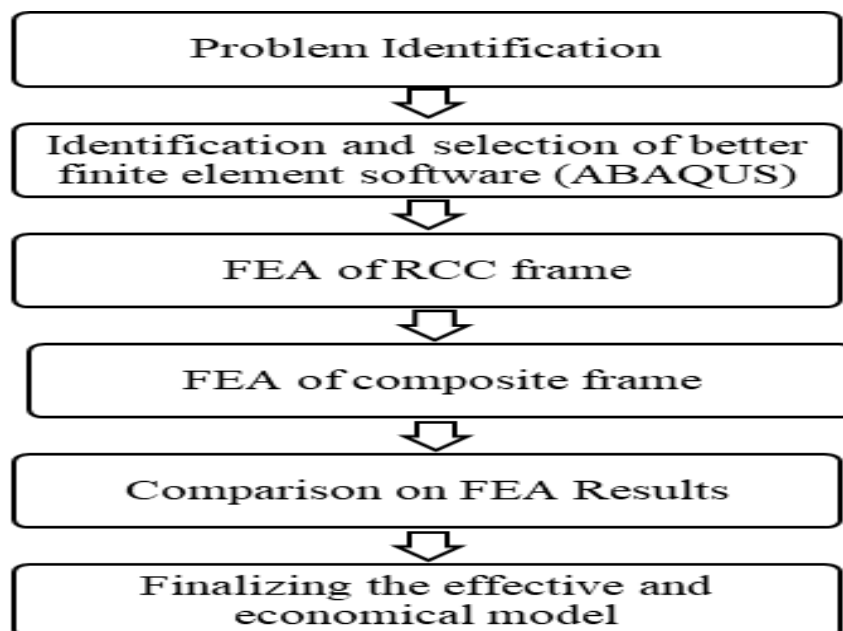 Problem Identification
Identification and selection of better
finite element software (ABAQUS)
FEA of RCC frame
FEA of composite frame
Comparison on FEA Results
Finalizing the effective and
economical model